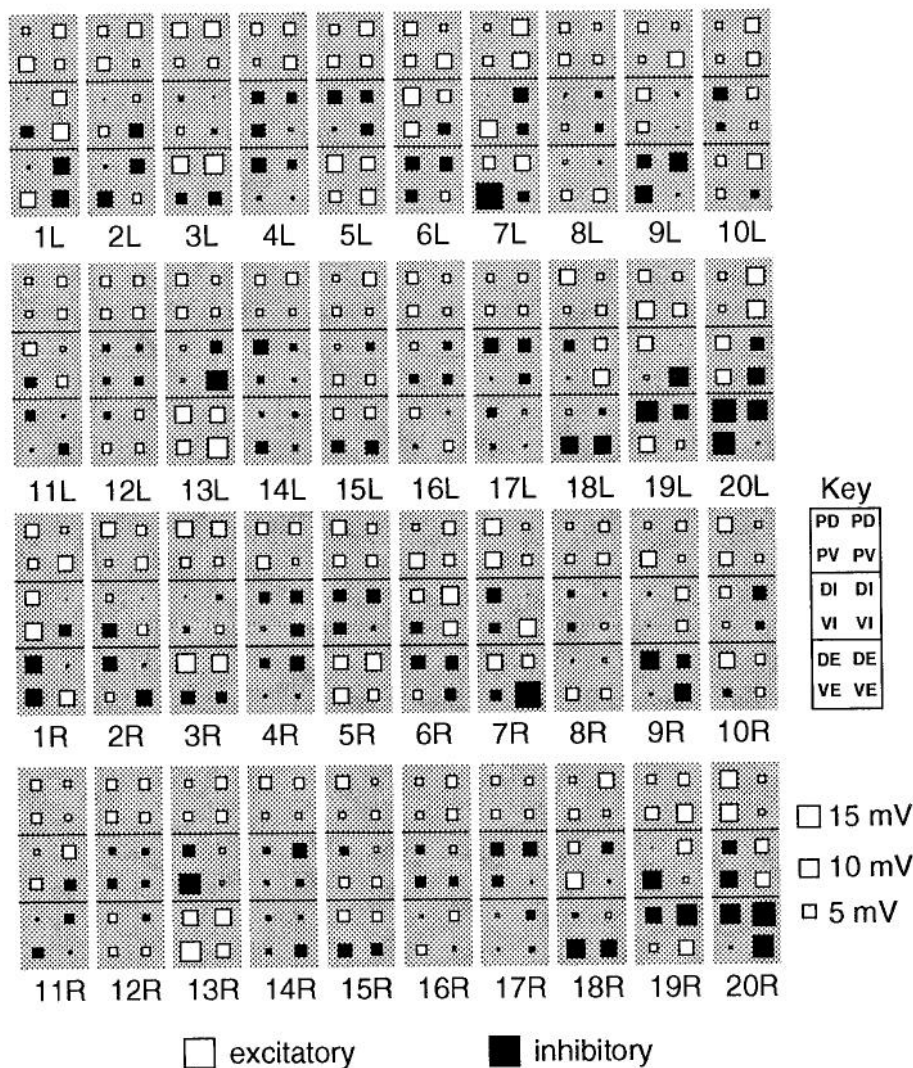 1L 2L 3L 4L 5L 6L 7L 8L 9L 10L
11L 12L 13L 14L 15L 16L 17L 18L 19L 20L
Key
PD PD
PV PV
DI DI
VI VI
DE DE
VE VE
1R 2R 3R 4R 5R 6R 7R 8R 9R 10R
15 mV
10 mV
5 mV
11R 12R 13R 14R 15R 16R 17R 18R 19R 20R
excitatory inhibitory